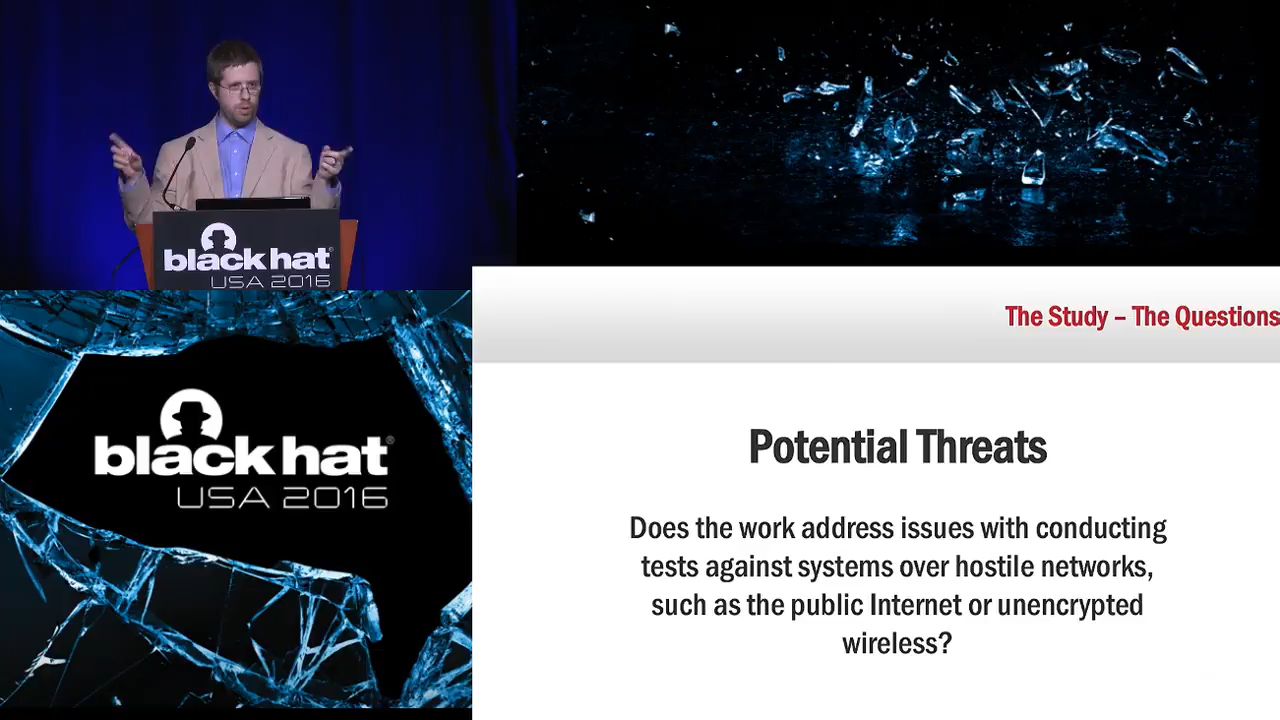 black hat®
USA 2016
black hat®
USA 2016
The Study – The Questions
Potential Threats
Does the work address issues with conducting
tests against systems over hostile networks,
such as the public Internet or unencrypted
wireless?